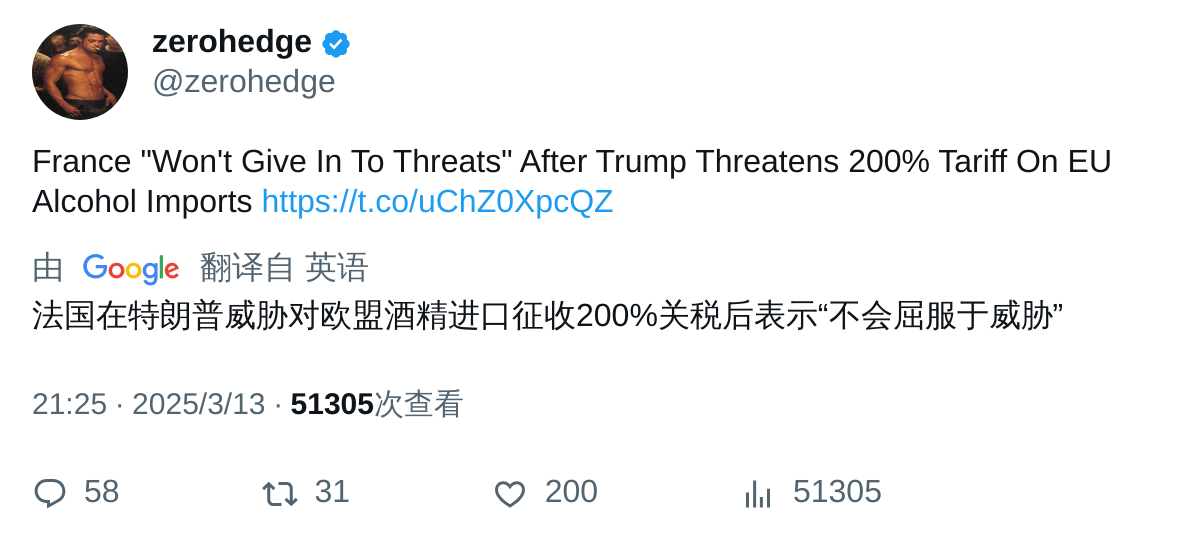 zerohedge
@zerohedge
France "Won't Give In To Threats" After Trump Threatens 200% Tariff On EU
Alcohol Imports https://t.co/uChZ0XpcQZ
由 Google 翻译自 英语
法国在特朗普威胁对欧盟酒精进口征收200%关税后表示“不会屈服于威胁”
21:25 · 2025/3/13 · 51305次查看
58 31 200 51305